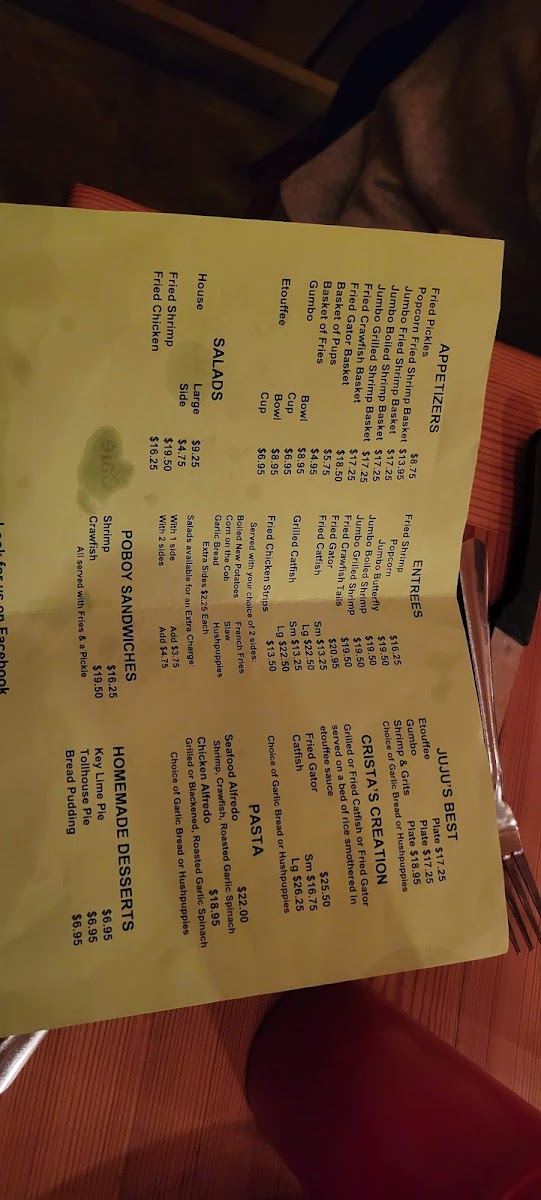 APPETIZERS
Fried Pickles $8.75
Popcorn Fried Shrimp Basket $13.95
Jumbo Fried Shrimp Basket $17.25
Jumbo Boiled Shrimp Basket $17.25
Jumbo Grilled Shrimp Basket $17.25
Fried Crawfish Basket $17.25
Fried Gator Basket $18.50
Basket of Pups $5.75
Basket of Fries $4.95
Gumbo Bowl $8.95
Cup $6.95
Etouffee Bowl $8.95
Cup $6.95
SALADS
House Large $9.25
Side $4.75
Fried Shrimp $19.50
Fried Chicken $16.25
ENTREES
Fried Shrimp
Popcorn $16.25
Jumbo Butterfly $19.50
Jumbo Boiled Shrimp $19.50
Jumbo Grilled Shrimp $19.50
Fried Crawfish Tails $19.50
Fried Gator $20.95
Fried Catfish Sm $13.25
Lg $22.50
Grilled Catfish Sm $13.25
Lg $22.50
Fried Chicken Strips $13.50
Served with your choice of 2 sides:
Boiled New Potatoes French Fries
Corn on the Cob Slaw
Garlic Bread Hushpuppies
Extra Sides $2.25 Each
Salads available for an Extra Charge:
With 1 side Add $3.75
With 2 sides Add $4.75
POBOY SANDWICHES
Shrimp $16.25
Crawfish $19.50
All served with Fries & a Pickle
JUJU'S BEST
Etouffee Plate $17.25
Gumbo Plate $17.25
Shrimp & Grits Plate $18.95
Choice of Garlic Bread or Hushpuppies
CRISTA'S CREATION
Grilled or Fried Catfish or Fried Gator
served on a bed of rice smothered in
etouffee sauce
Fried Gator $25.50
Catfish Sm $16.75
Lg $26.25
Choice of Garlic Bread or Hushpuppies
PASTA
Seafood Alfredo $22.00
Shrimp, Crawfish, Roasted Garlic Spinach
Chicken Alfredo $18.95
Grilled or Blackened, Roasted Garlic Spinach
Choice of Garlic Bread or Hushpuppies
HOMEMADE DESSERTS
Key Lime Pie $6.95
Tollhouse Pie $6.95
Bread Pudding $6.95
Look for us on Facebook